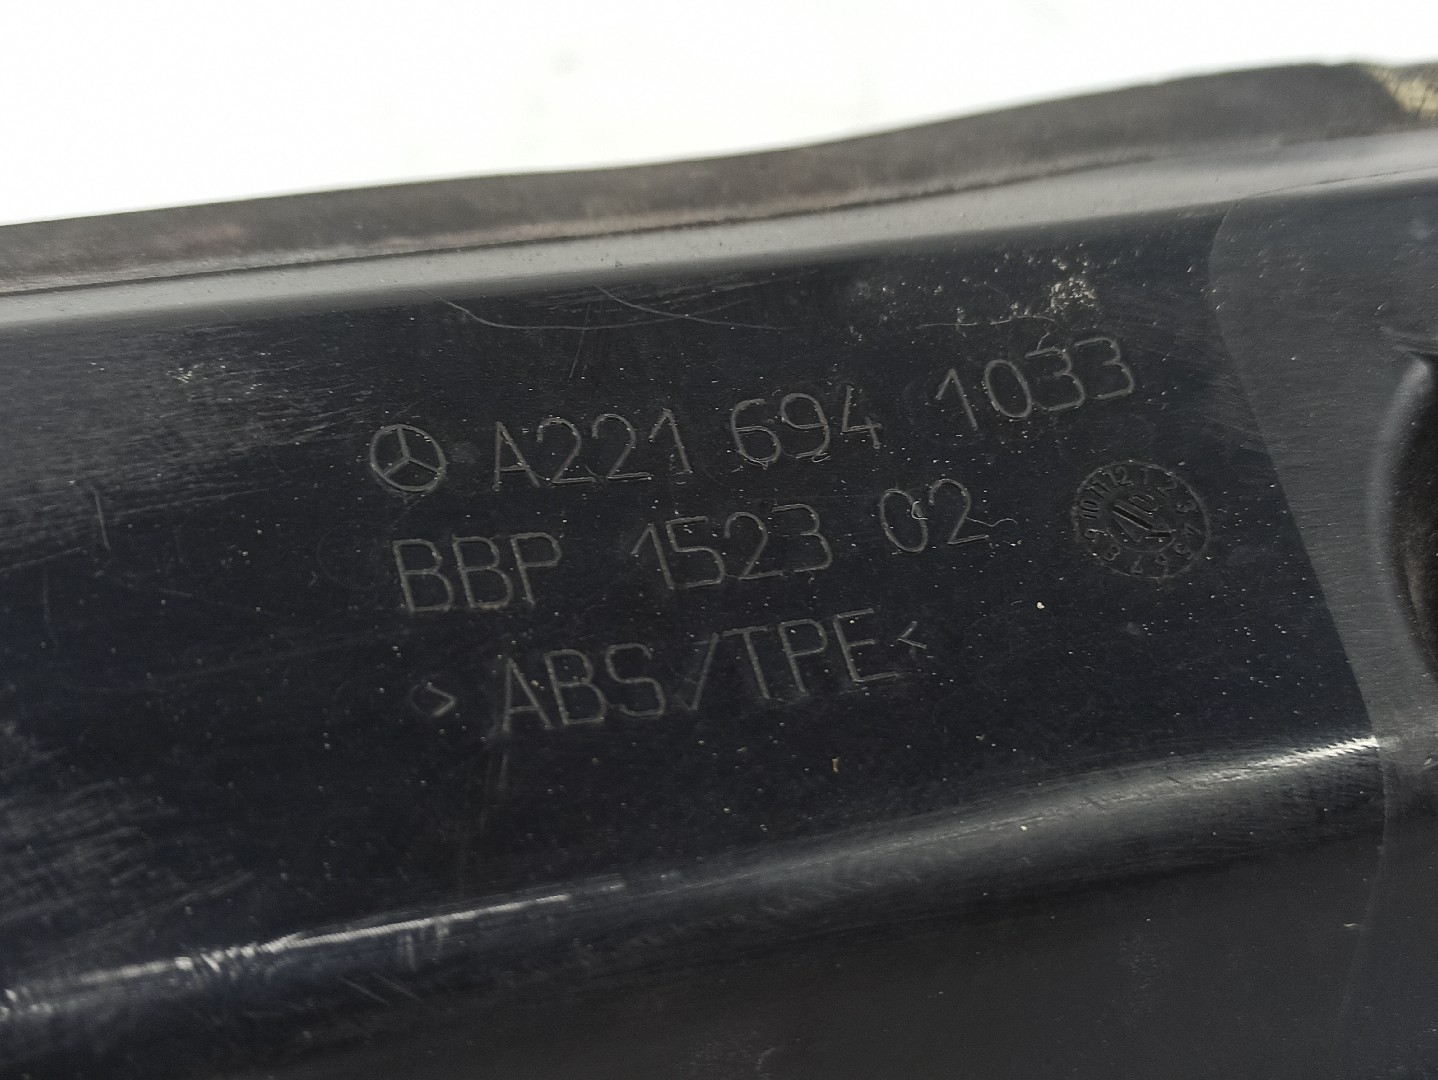 A221 694 1033
BBP 1523 02
>ABS/TPE<